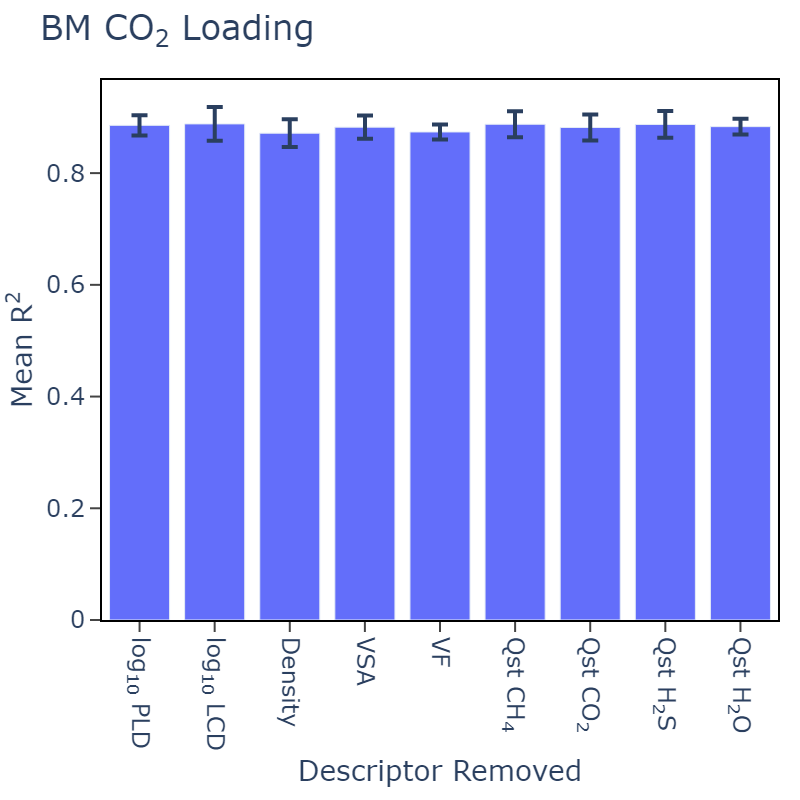 BM CO₂ Loading
Mean R²
0.8
0.6
0.4
0.2
0
log₁₀ PLD
log₁₀ LCD
Density
VSA
VF
Qst CH₄
Qst CO₂
Qst H₂S
Qst H₂O
Descriptor Removed